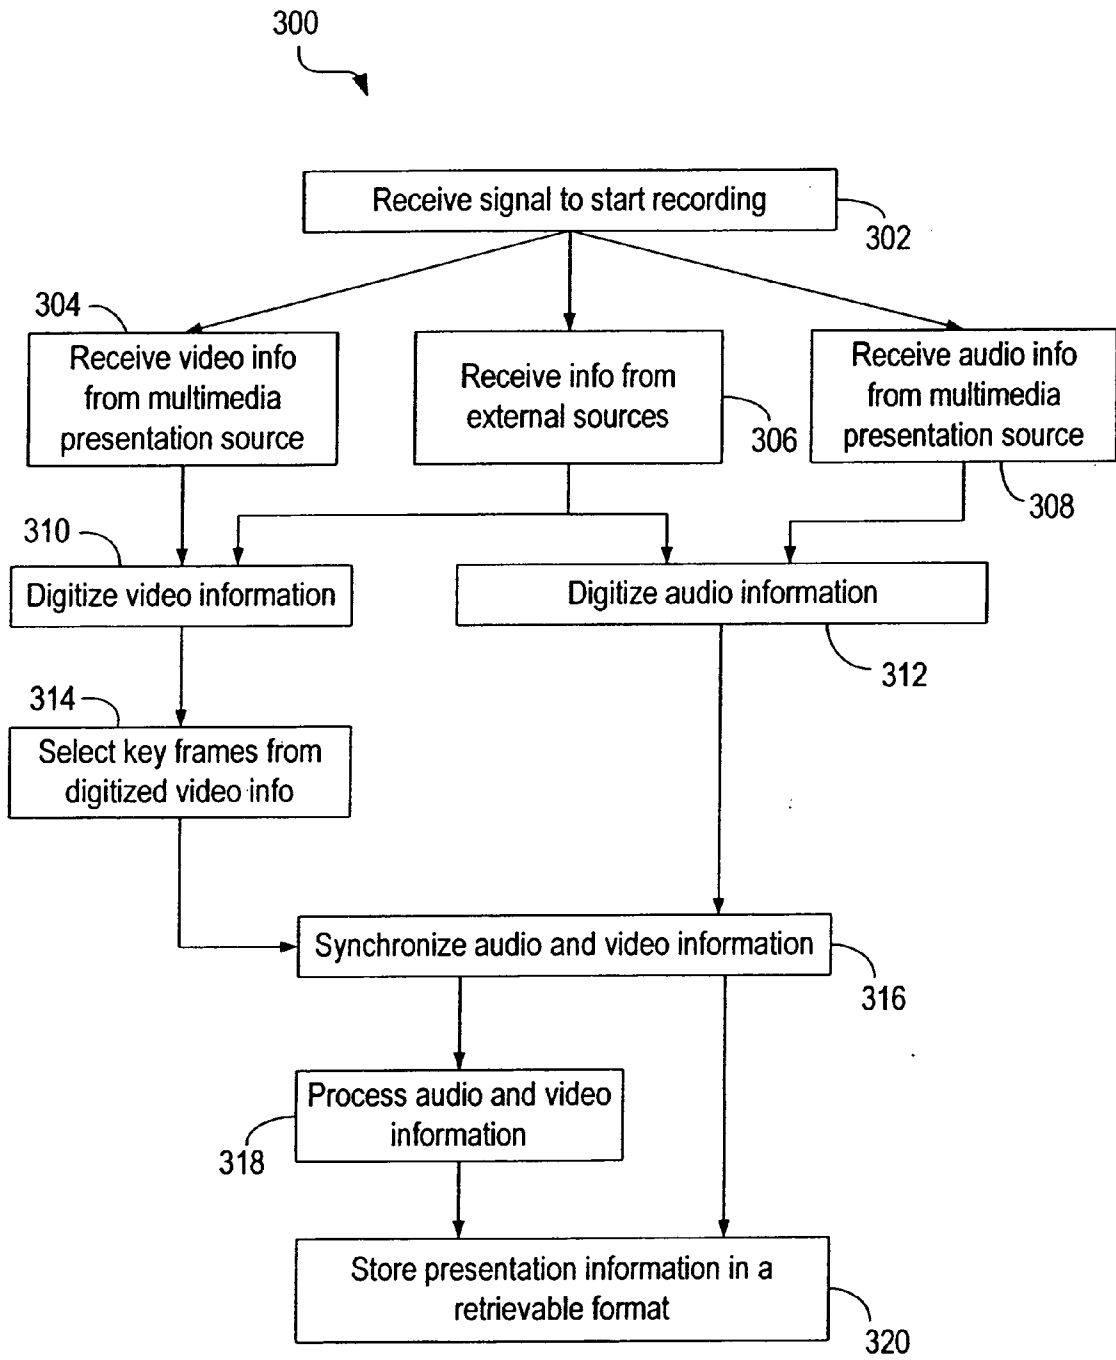 300
Receive signal to start recording
302
304
Receive video info
from multimedia
presentation source
Receive info from
external sources
306
Receive audio info
from multimedia
presentation source
308
310
Digitize video information
Digitize audio information
312
314
Select key frames from
digitized video info
Synchronize audio and video information
316
Process audio and video
information
318
Store presentation information in a
retrievable format
320